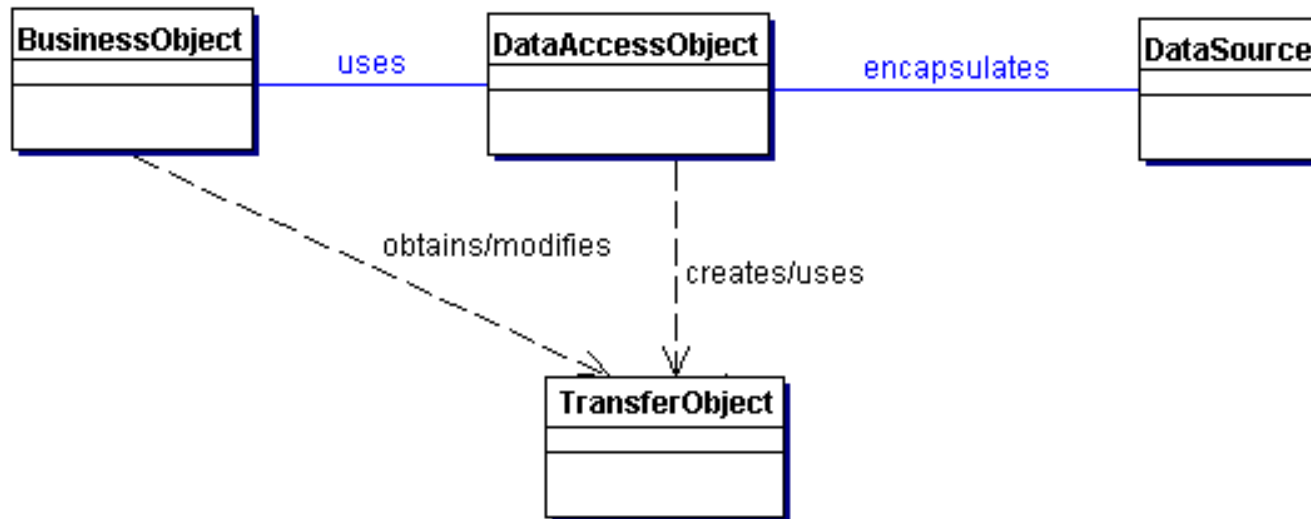 BusinessObject
uses
DataAccessObject
encapsulates
DataSource
obtains/modifies
creates/uses
TransferObject